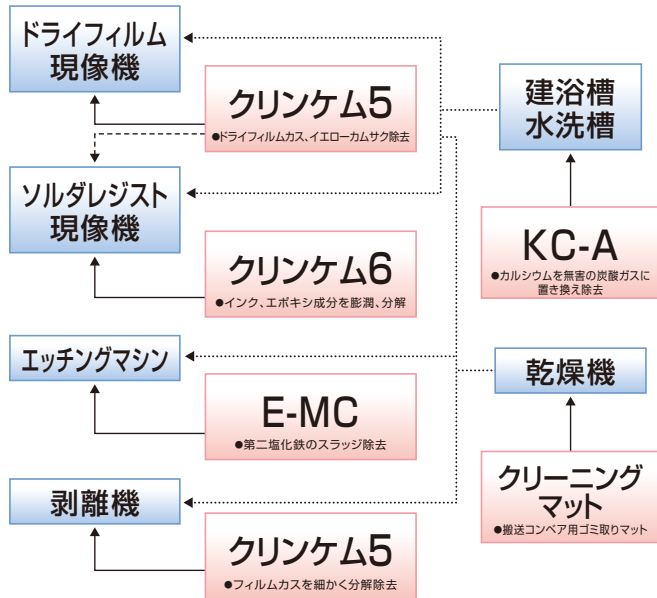 ドライフィルム
現像機
クリンケム5
●ドライフィルムカス、イエローカムサク除去
ソルダレジスト
現像機
クリンケム6
●インク、エポキシ成分を膨潤、分解
エッチングマシン
E-MC
●第二塩化鉄のスラッジ除去
剥離機
クリンケム5
●フィルムカスを細かく分解除去
建浴槽
水洗槽
KC-A
●カルシウムを無害の炭酸ガスに
置き換え除去
乾燥機
クリーニング
マット
●搬送コンベア用ゴミ取りマット